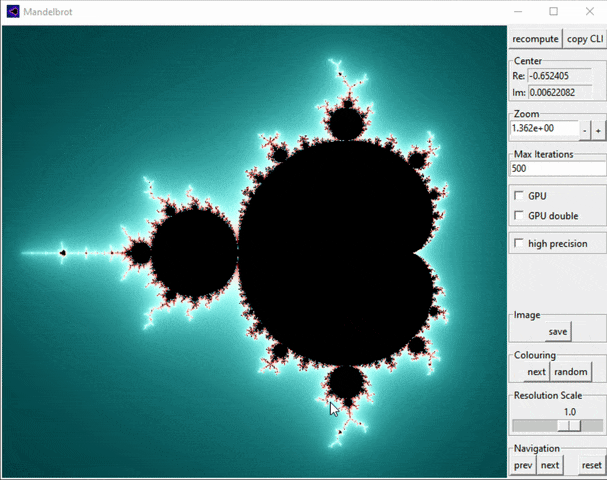 Mandelbrot
recompute copy CLI
Center
Re: -0.652405
Im: 0.00622082
Zoom
1.362e+00 - +
Max Iterations
500
GPU
GPU double
high precision
Image
save
Colouring
next random
Resolution Scale
1.0
Navigation
prev next reset